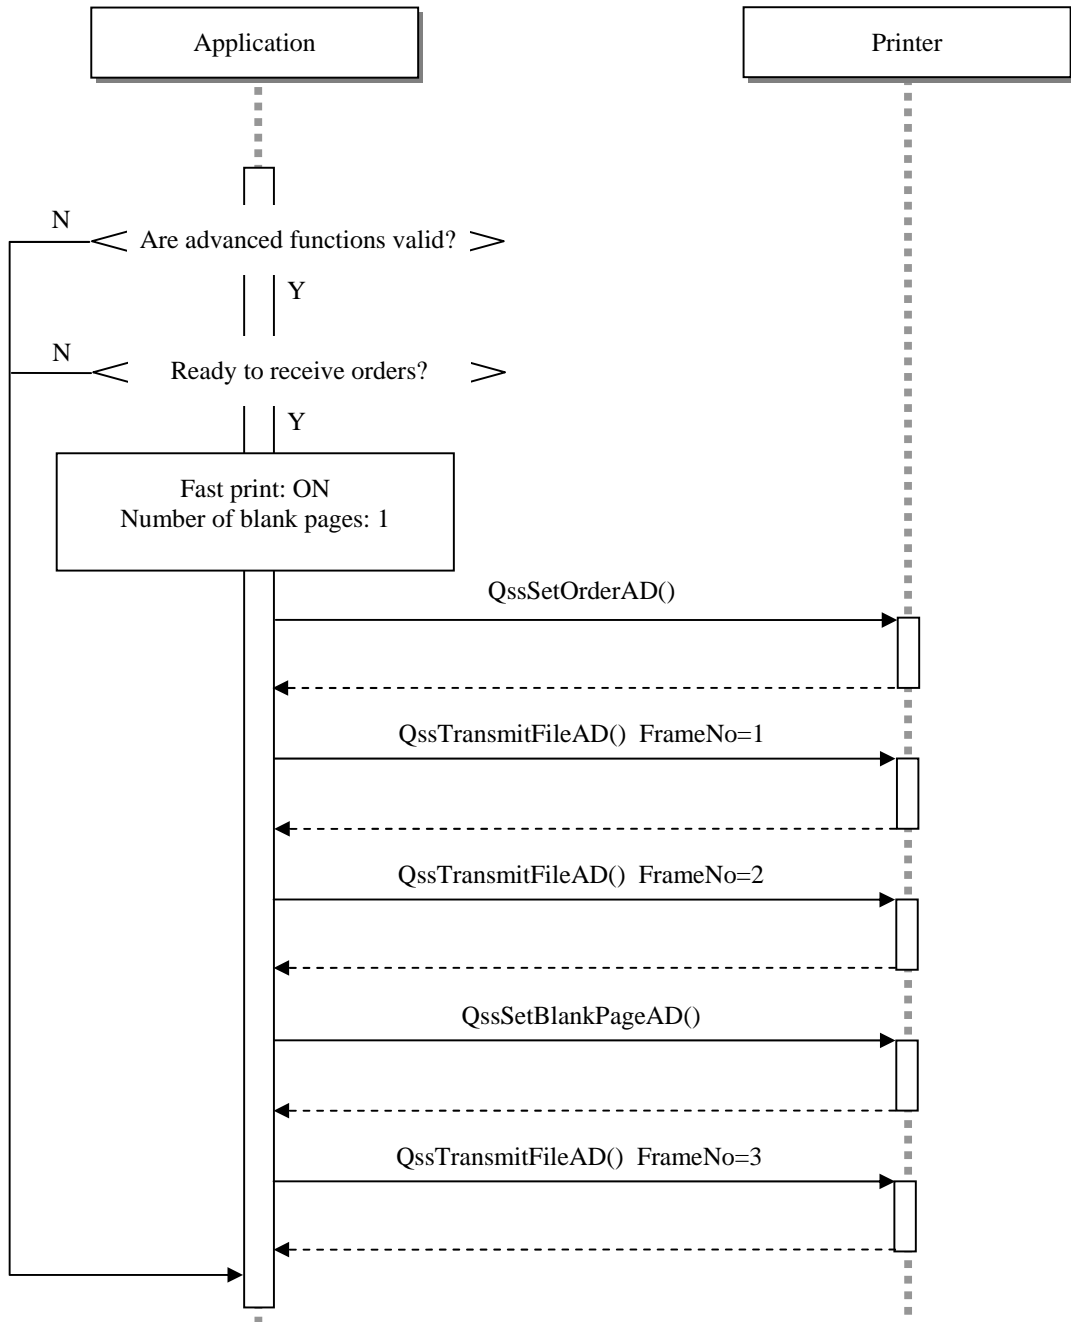 Application
Printer
N
Are advanced functions valid?
Y
N
Ready to receive orders?
Y
Fast print: ON
Number of blank pages: 1
QssSetOrderAD()
QssTransmitFileAD()  FrameNo=1
QssTransmitFileAD()  FrameNo=2
QssSetBlankPageAD()
QssTransmitFileAD()  FrameNo=3